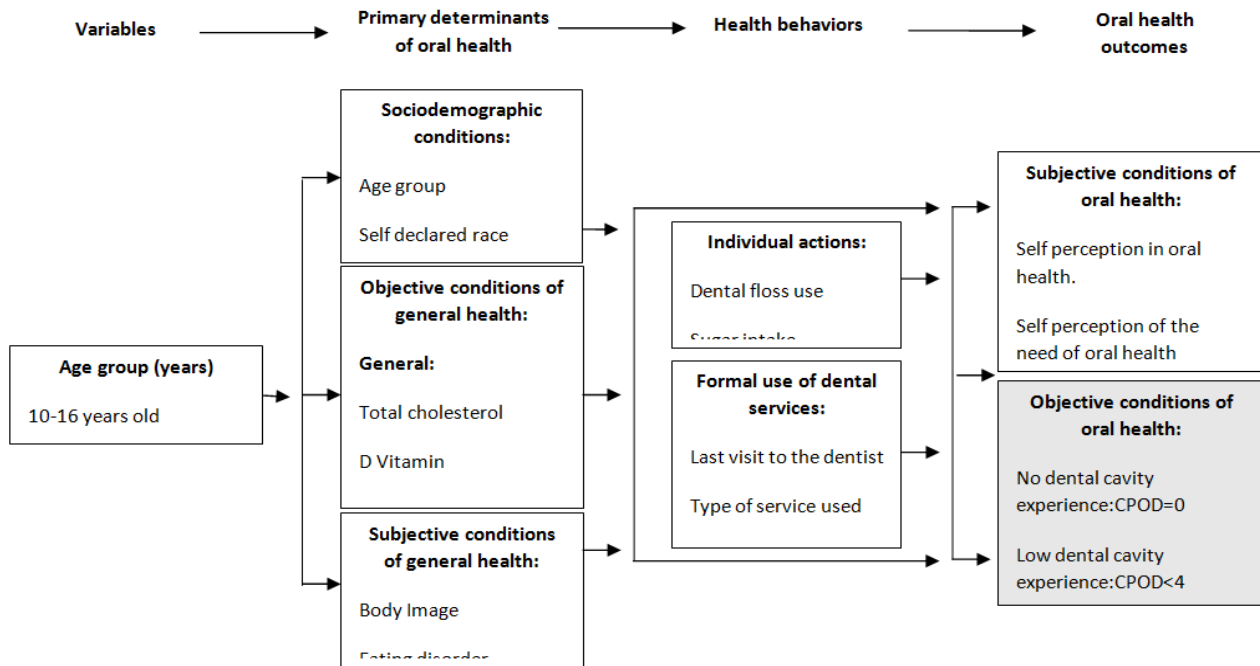 Variables
Primary determinants
of oral health
Health behaviors
Oral health
outcomes
Age group (years)
10-16 years old
Sociodemographic
conditions:
Age group
Self declared race
Objective conditions of
general health:
General:
Total cholesterol
D Vitamin
Subjective conditions
of general health:
Body Image
Eating disorder
Individual actions:
Dental floss use
Sugar intake
Formal use of dental
services:
Last visit to the dentist
Type of service used
Subjective conditions of
oral health:
Self perception in oral
health.
Self perception of the
need of oral health
Objective conditions of
oral health:
No dental cavity
experience:CPOD=0
Low dental cavity
experience:CPOD<4